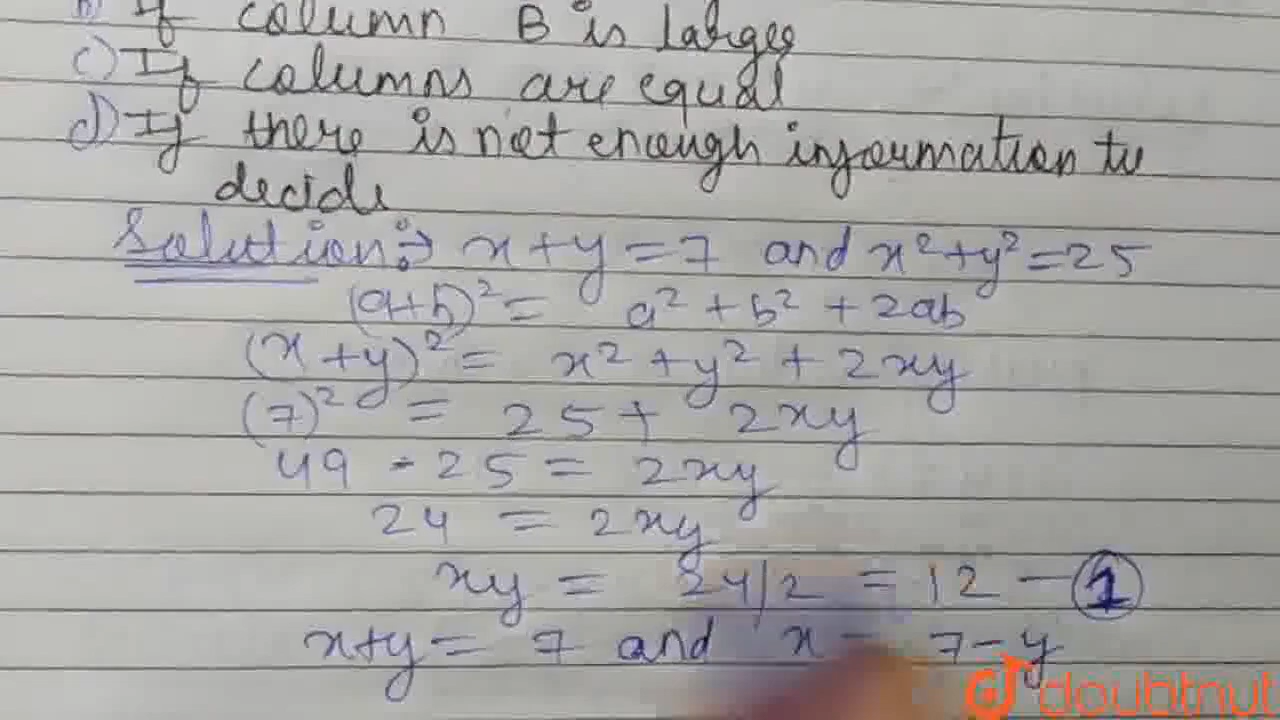 b) If column B is larger
c) If columns are equal
d) If there is not enough information to
decide
Solution:→ x+y=7 and x²+y²=25
(a+b)² = a² + b² + 2ab
(x+y)² = x² + y² + 2xy
(7)² = 25 + 2xy
49 - 25 = 2xy
24 = 2xy
xy = 24/2 = 12 — 1
x+y = 7 and x = 7-y
doubtnut